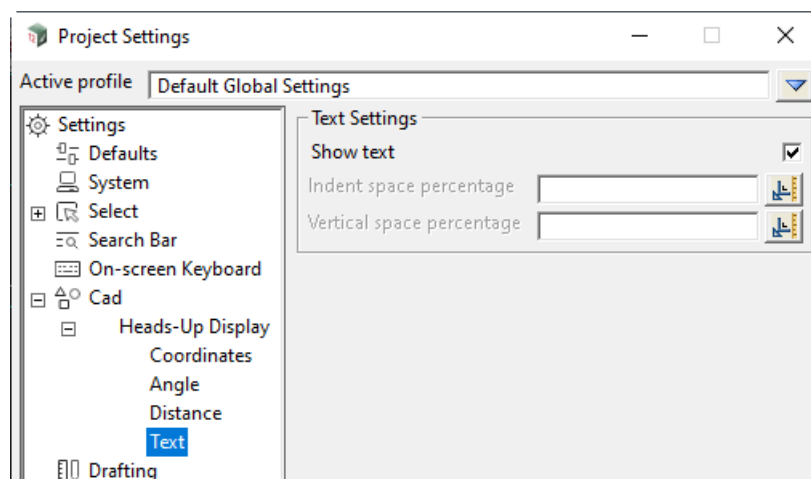 Project Settings
Active profile Default Global Settings
Settings
Defaults
System
Select
Search Bar
On-screen Keyboard
Cad
Heads-Up Display
Coordinates
Angle
Distance
Text
Drafting
Text Settings
Show text
Indent space percentage
Vertical space percentage